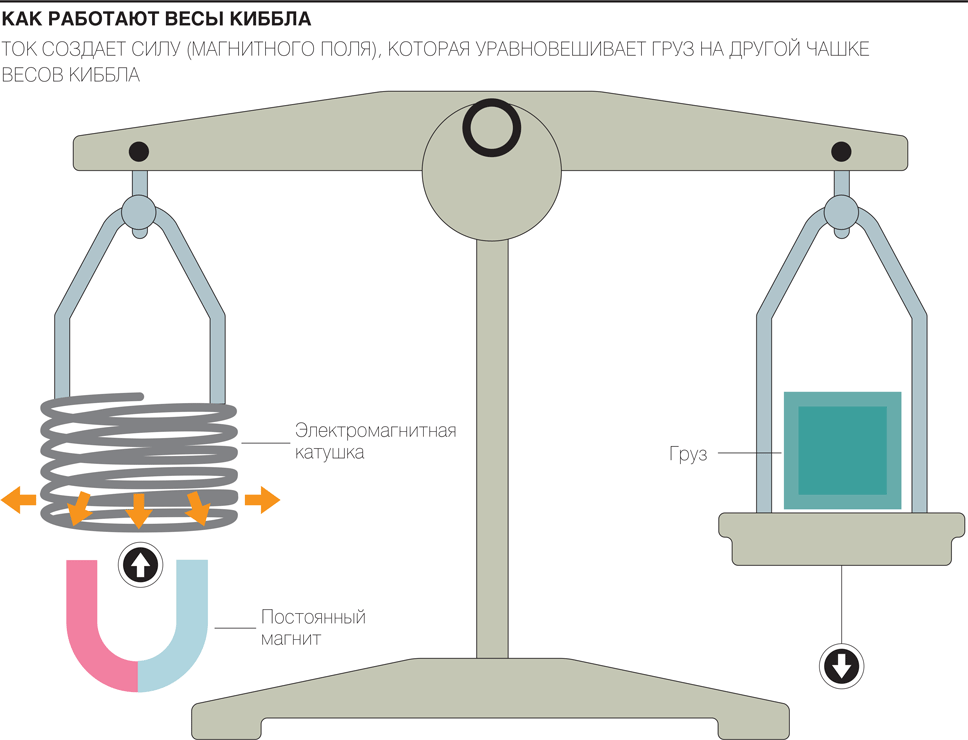 КАК РАБОТАЮТ ВЕСЫ КИББЛА
ТОК СОЗДАЕТ СИЛУ (МАГНИТНОГО ПОЛЯ), КОТОРАЯ УРАВНОВЕШИВАЕТ ГРУЗ НА ДРУГОЙ ЧАШКЕ
ВЕСОВ КИББЛА
Электромагнитная
катушка
Груз
Постоянный
магнит